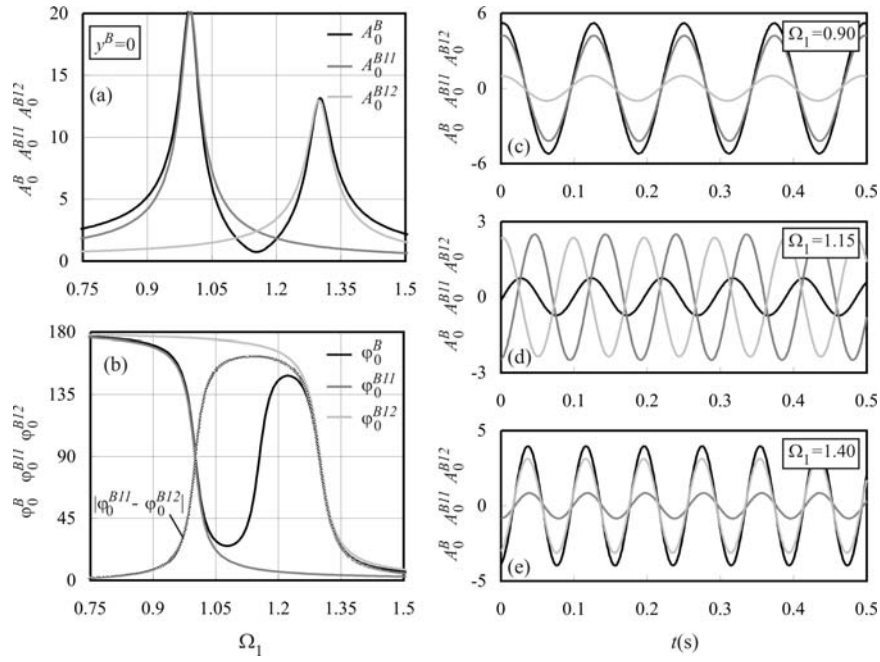 20
15
10
5
0
y^B=0
(a)
A_0^B
A_0^B11
A_0^B12
A_0^B A_0^B11 A_0^B12
0.75 0.9 1.05 1.2 1.35 1.5
180
135
90
45
0
(b)
φ_0^B
φ_0^B11
φ_0^B12
|φ_0^B11 - φ_0^B12|
φ_0^B φ_0^B11 φ_0^B12
0.75 0.9 1.05 1.2 1.35 1.5
Ω_1
6
0
-6
Ω_1=0.90
(c)
A_0^B A_0^B11 A_0^B12
0 0.1 0.2 0.3 0.4 0.5
3
0
-3
Ω_1=1.15
(d)
A_0^B A_0^B11 A_0^B12
0 0.1 0.2 0.3 0.4 0.5
5
0
-5
Ω_1=1.40
(e)
A_0^B A_0^B11 A_0^B12
0 0.1 0.2 0.3 0.4 0.5
t(s)